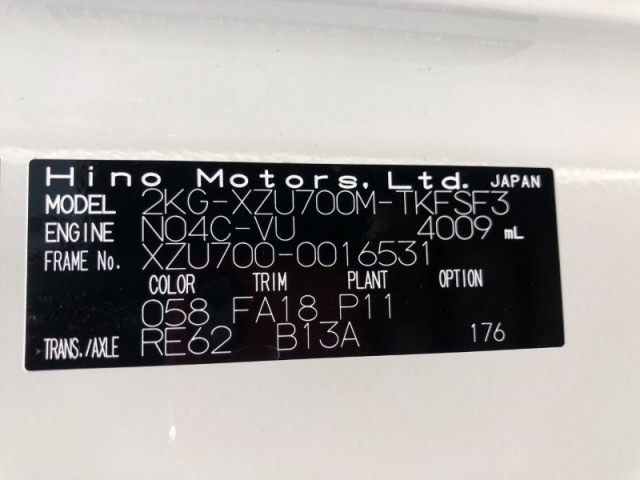 Hino Motors, Ltd. JAPAN
MODEL 2KG-XZU700M-TKFSF3
ENGINE N04C-VU 4009 mL
FRAME No. XZU700-0016531
COLOR TRIM PLANT OPTION
058 FA18 P11
TRANS./AXLE RE62 B13A 176